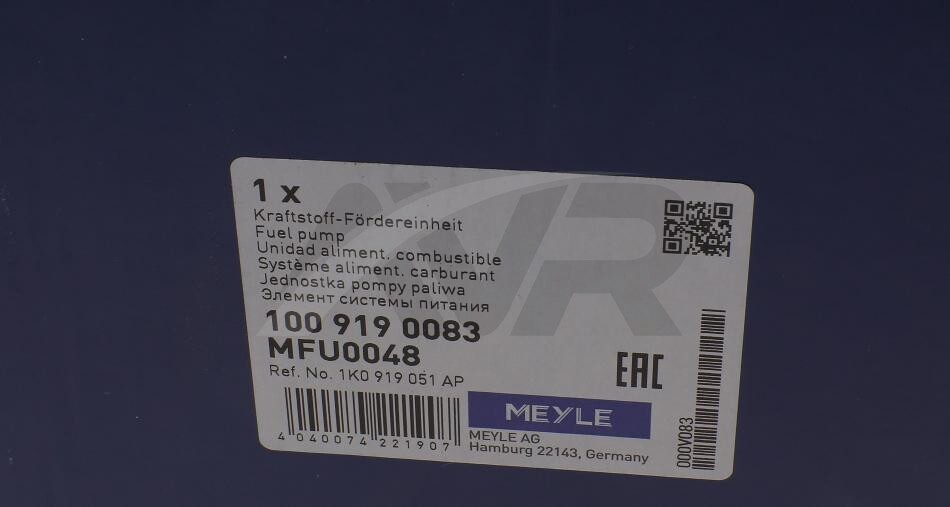 1 x
Kraftstoff-Fördereinheit
Fuel pump
Unidad aliment. combustible
Système aliment. carburant
Jednostka pompy paliwa
Элемент системы питания
100 919 0083
MFU0048
Ref. No. 1K0 919 051 AP
EAC
4 040074 221907
MEYLE
MEYLE AG
Hamburg 22143, Germany
000V083